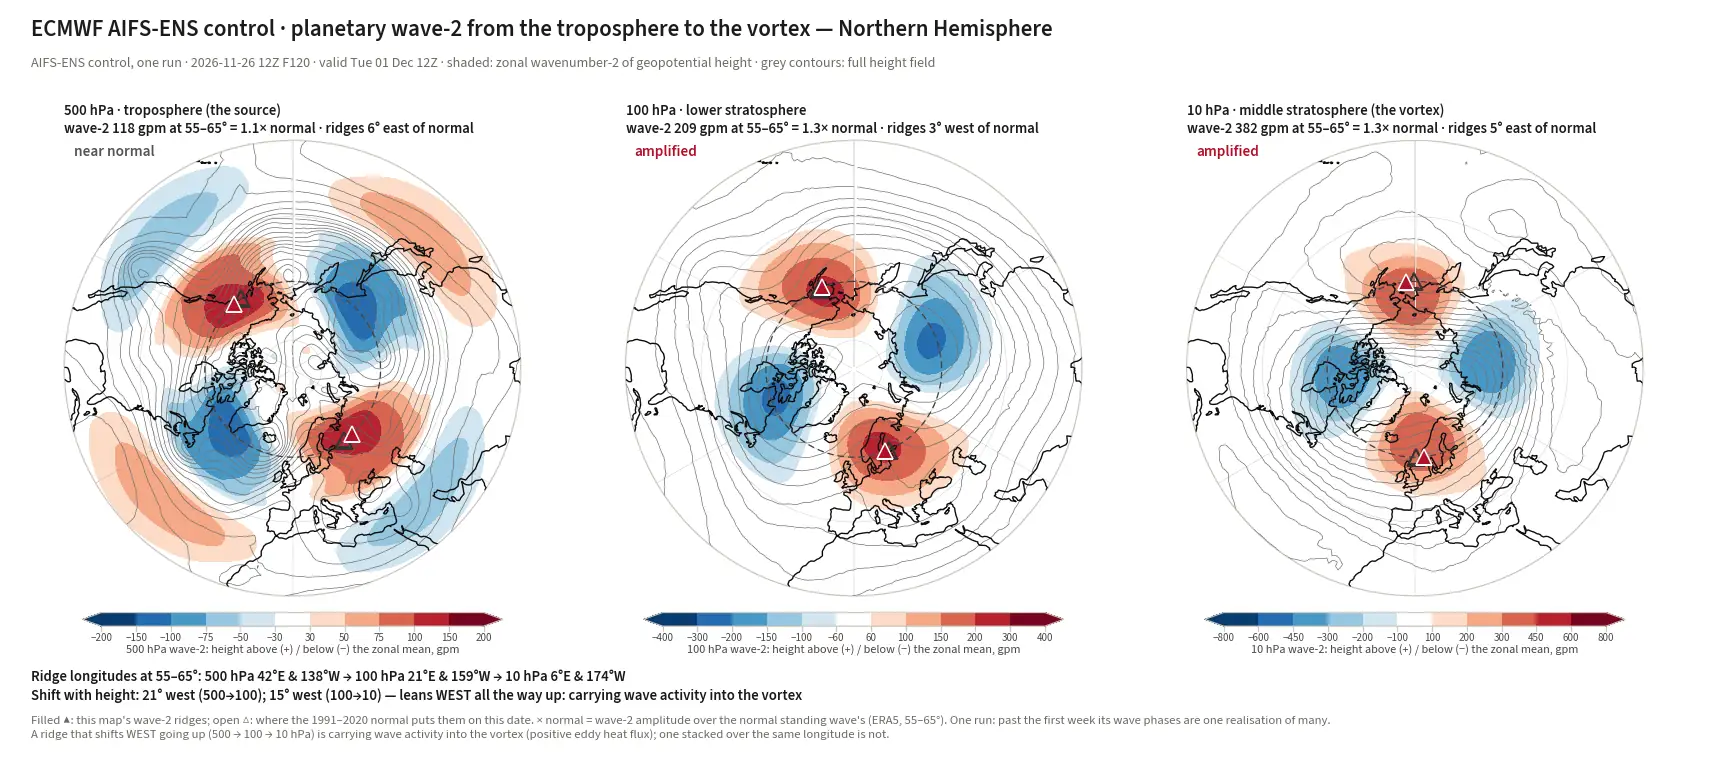 ECMWF AIFS-ENS control · planetary wave-2 from the troposphere to the vortex — Northern Hemisphere
AIFS-ENS control, one run · 2026-11-26 12Z F120 · valid Tue 01 Dec 12Z · shaded: zonal wavenumber-2 of geopotential height · grey contours: full height field
500 hPa · troposphere (the source)
wave-2 118 gpm at 55–65° = 1.1× normal · ridges 6° east of normal
near normal
100 hPa · lower stratosphere
wave-2 209 gpm at 55–65° = 1.3× normal · ridges 3° west of normal
amplified
10 hPa · middle stratosphere (the vortex)
wave-2 382 gpm at 55–65° = 1.3× normal · ridges 5° east of normal
amplified
−200 −150 −100 −75 −50 −30 30 50 75 100 150 200
500 hPa wave-2: height above (+) / below (−) the zonal mean, gpm
−400 −300 −200 −150 −100 −60 60 100 150 200 300 400
100 hPa wave-2: height above (+) / below (−) the zonal mean, gpm
−800 −600 −450 −300 −200 −100 100 200 300 450 600 800
10 hPa wave-2: height above (+) / below (−) the zonal mean, gpm
Ridge longitudes at 55–65°: 500 hPa 42°E & 138°W → 100 hPa 21°E & 159°W → 10 hPa 6°E & 174°W
Shift with height: 21° west (500→100); 15° west (100→10) — leans WEST all the way up: carrying wave activity into the vortex
Filled ▲: this map's wave-2 ridges; open △: where the 1991–2020 normal puts them on this date. × normal = wave-2 amplitude over the normal standing wave's (ERA5, 55–65°). One run: past the first week its wave phases are one realisation of many.
A ridge that shifts WEST going up (500 → 100 → 10 hPa) is carrying wave activity into the vortex (positive eddy heat flux); one stacked over the same longitude is not.